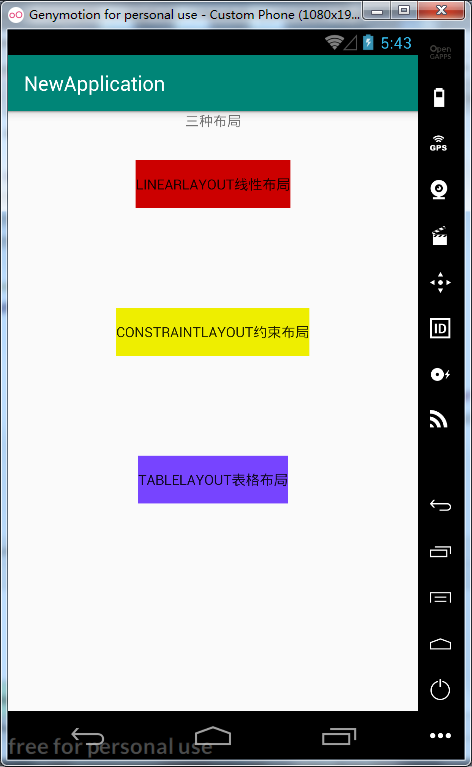 Genymotion for personal use - Custom Phone (1080x19...
5:43
Open
GAPPS
NewApplication
三种布局
GPS
LINEARLAYOUT线性布局
ID
CONSTRAINTLAYOUT约束布局
TABLELAYOUT表格布局
free for personal use